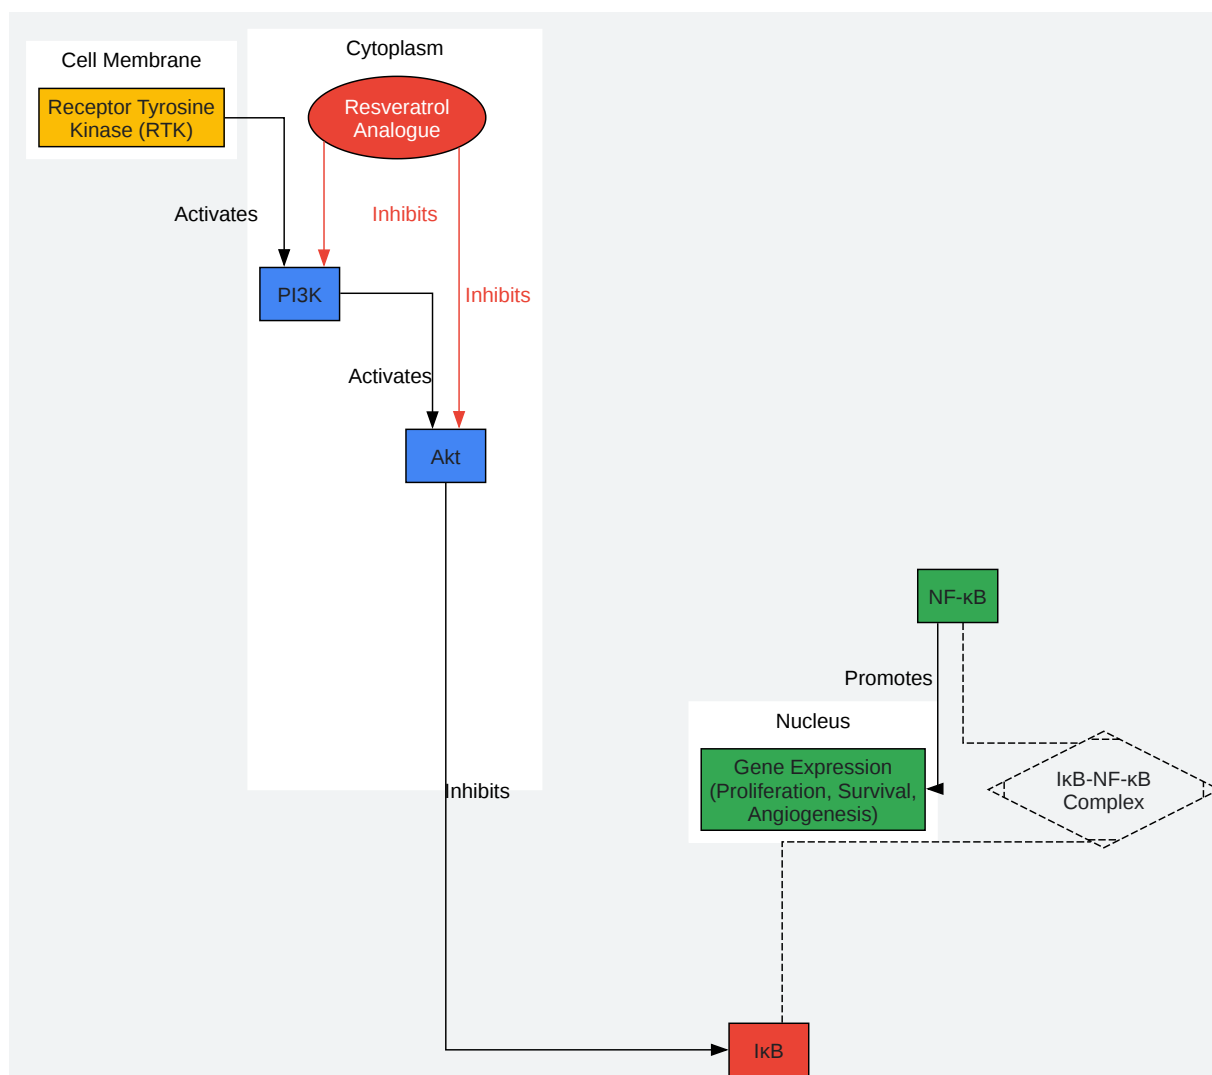 Cell Membrane
Receptor Tyrosine
Kinase (RTK)
Cytoplasm
Resveratrol
Analogue
Activates
Inhibits
PI3K
Inhibits
Activates
Akt
NF-κB
Promotes
Nucleus
Gene Expression
(Proliferation, Survival,
Angiogenesis)
IκB-NF-κB
Complex
Inhibits
IκB